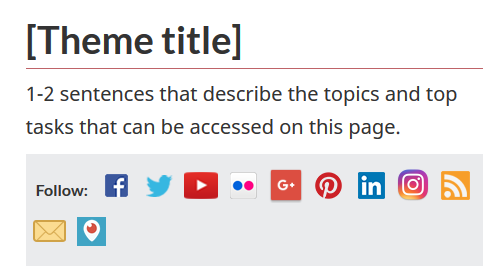 [Theme title]
1-2 sentences that describe the topics and top
tasks that can be accessed on this page.
Follow: